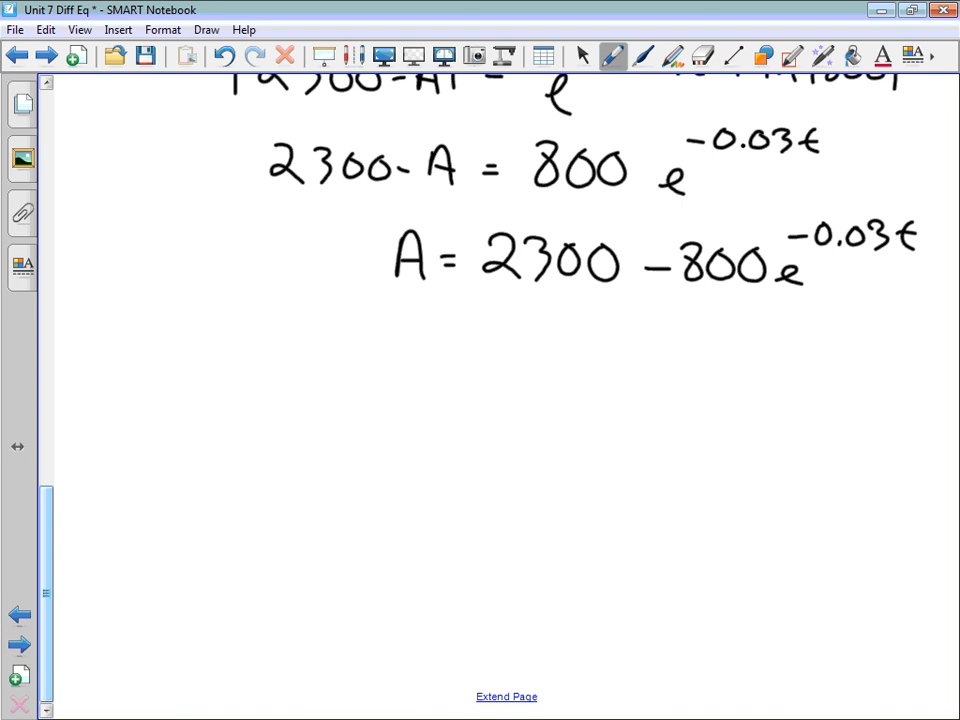 Unit 7 Diff Eq * - SMART Notebook
File Edit View Insert Format Draw Help
|2300-A| = e
2300-A = 800 e^-0.03t
A = 2300 - 800e^-0.03t
Extend Page